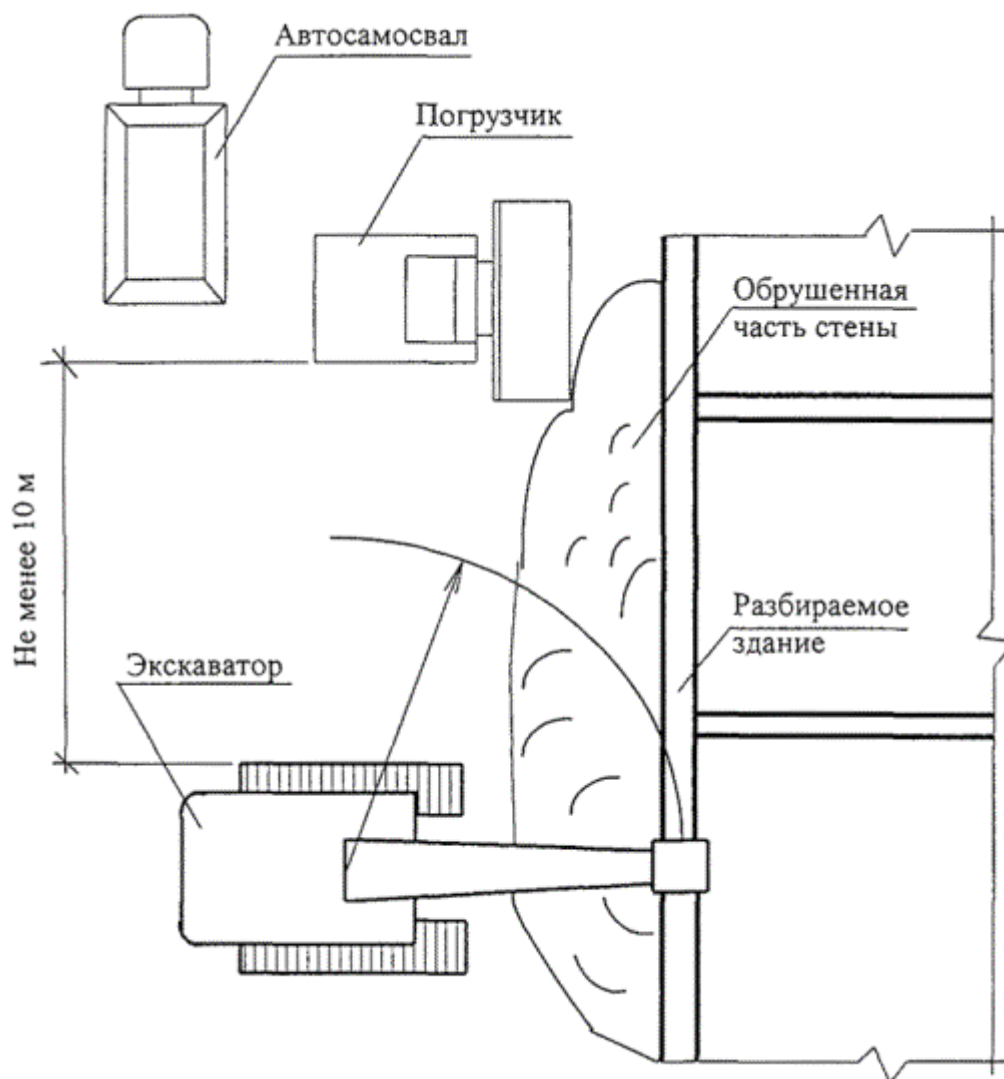 Автосамосвал
Погрузчик
Обрушенная
часть стены
Не менее 10 м
Разбираемое
здание
Экскаватор